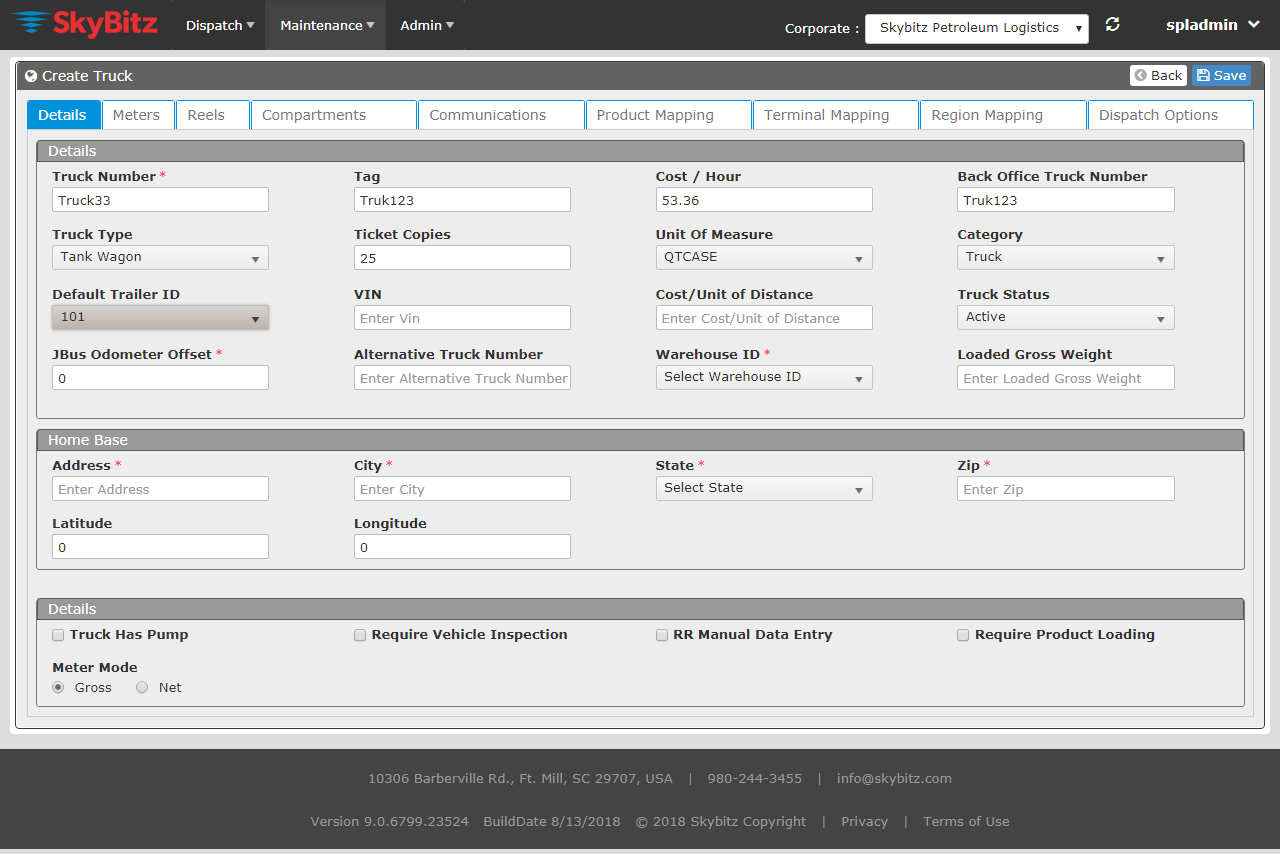 SkyBitz Dispatch ▾ Maintenance ▾ Admin ▾ Corporate : Skybitz Petroleum Logistics ▾ spladmin
Create Truck Back Save
Details Meters Reels Compartments Communications Product Mapping Terminal Mapping Region Mapping Dispatch Options
Details
Truck Number * Tag Cost / Hour Back Office Truck Number
Truck33 Truk123 53.36 Truk123
Truck Type Ticket Copies Unit Of Measure Category
Tank Wagon 25 QTCASE Truck
Default Trailer ID VIN Cost/Unit of Distance Truck Status
101 Enter Vin Enter Cost/Unit of Distance Active
JBus Odometer Offset * Alternative Truck Number Warehouse ID * Loaded Gross Weight
0 Enter Alternative Truck Number Select Warehouse ID Enter Loaded Gross Weight
Home Base
Address * City * State * Zip *
Enter Address Enter City Select State Enter Zip
Latitude Longitude
0 0
Details
Truck Has Pump Require Vehicle Inspection RR Manual Data Entry Require Product Loading
Meter Mode
Gross Net
10306 Barberville Rd., Ft. Mill, SC 29707, USA | 980-244-3455 | info@skybitz.com
Version 9.0.6799.23524 BuildDate 8/13/2018 © 2018 Skybitz Copyright | Privacy | Terms of Use